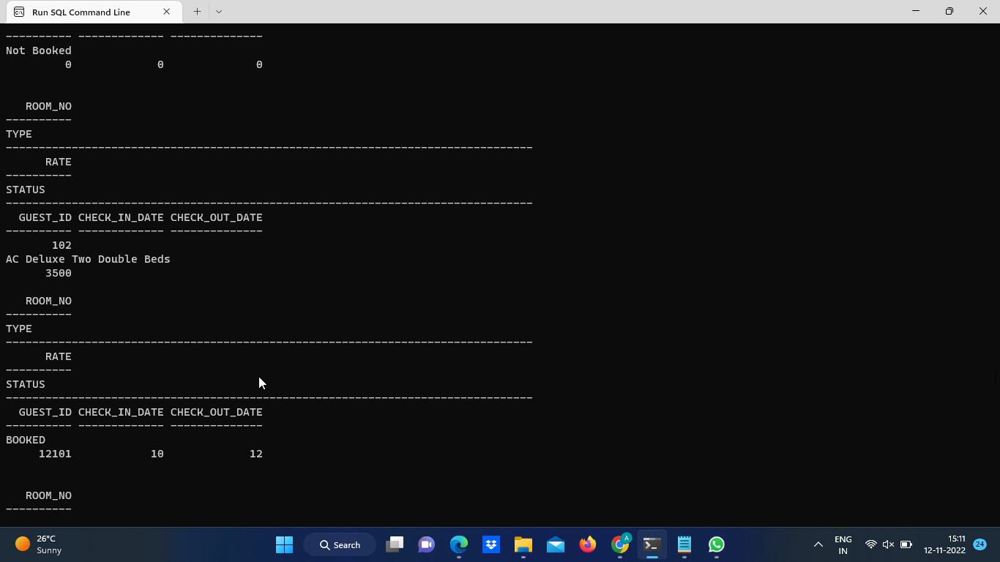 Run SQL Command Line
---------- ------------- --------------
Not Booked
0 0 0
ROOM_NO
----------
TYPE
--------------------------------------------------------------------------------
RATE
----------
STATUS
--------------------------------------------------------------------------------
GUEST_ID CHECK_IN_DATE CHECK_OUT_DATE
---------- ------------- --------------
102
AC Deluxe Two Double Beds
3500
ROOM_NO
----------
TYPE
--------------------------------------------------------------------------------
RATE
----------
STATUS
--------------------------------------------------------------------------------
GUEST_ID CHECK_IN_DATE CHECK_OUT_DATE
---------- ------------- --------------
BOOKED
12101 10 12
ROOM_NO
----------
26°C
Sunny
Search
A
ENG
IN
15:11
12-11-2022
24